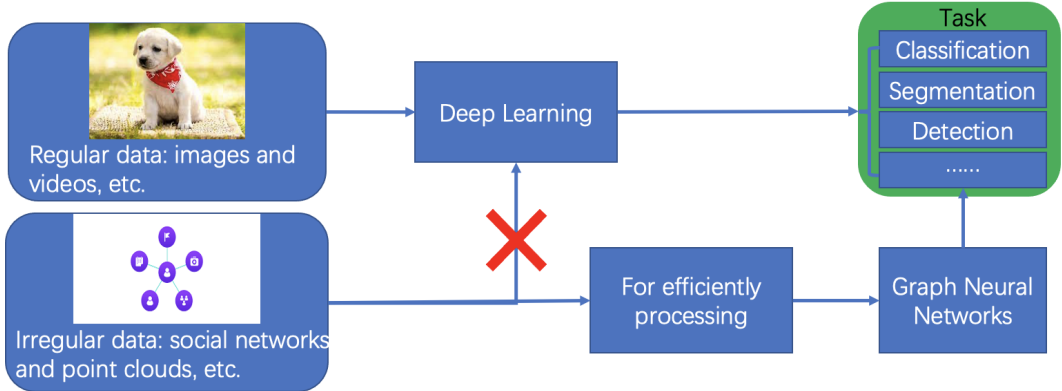 Task
Classification
Segmentation
Detection
......
Deep Learning
Regular data: images and
videos, etc.
For efficiently
processing
Graph Neural
Networks
Irregular data: social networks
and point clouds, etc.